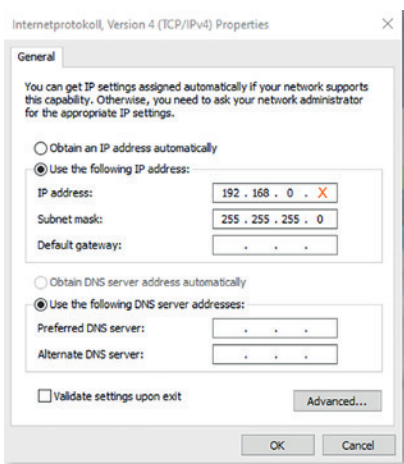 Internetprotokoll, Version 4 (TCP/IPv4) Properties
General
You can get IP settings assigned automatically if your network supports
this capability. Otherwise, you need to ask your network administrator
for the appropriate IP settings.
Obtain an IP address automatically
Use the following IP address:
IP address: 192 . 168 . 0 . X
Subnet mask: 255 . 255 . 255 . 0
Default gateway: . . .
Obtain DNS server address automatically
Use the following DNS server addresses:
Preferred DNS server: . . .
Alternate DNS server: . . .
Validate settings upon exit
Advanced...
OK Cancel